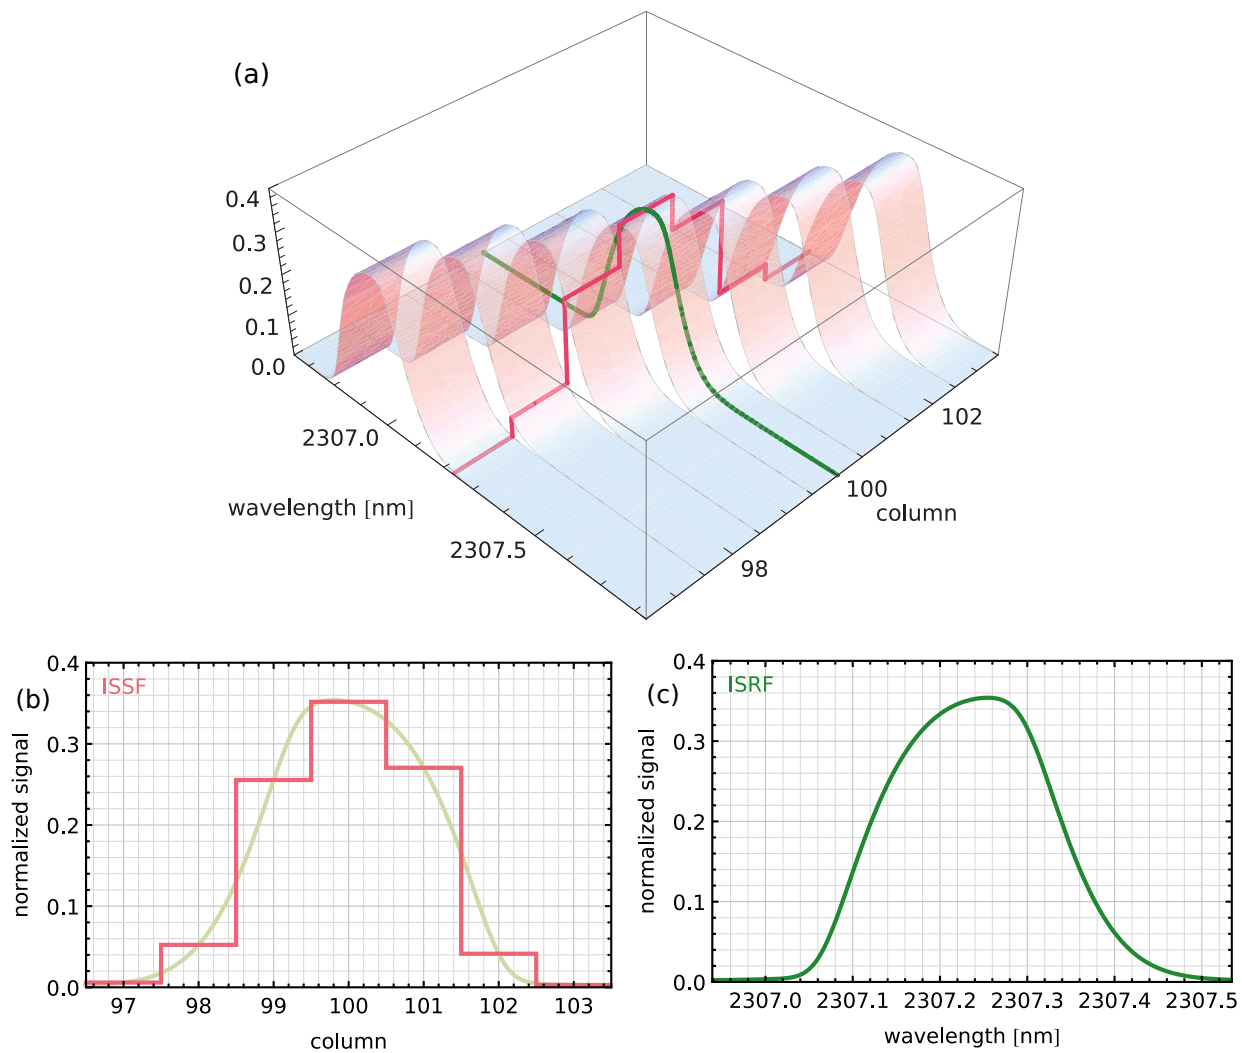 (a)
0.4
0.3
0.2
0.1
0.0
2307.0
wavelength [nm]
2307.5
102
100
column
98
(b)
ISSF
0.4
0.3
0.2
0.1
0.0
normalized signal
97 98 99 100 101 102 103
column
(c)
ISRF
0.4
0.3
0.2
0.1
0.0
normalized signal
2307.0 2307.1 2307.2 2307.3 2307.4 2307.5
wavelength [nm]